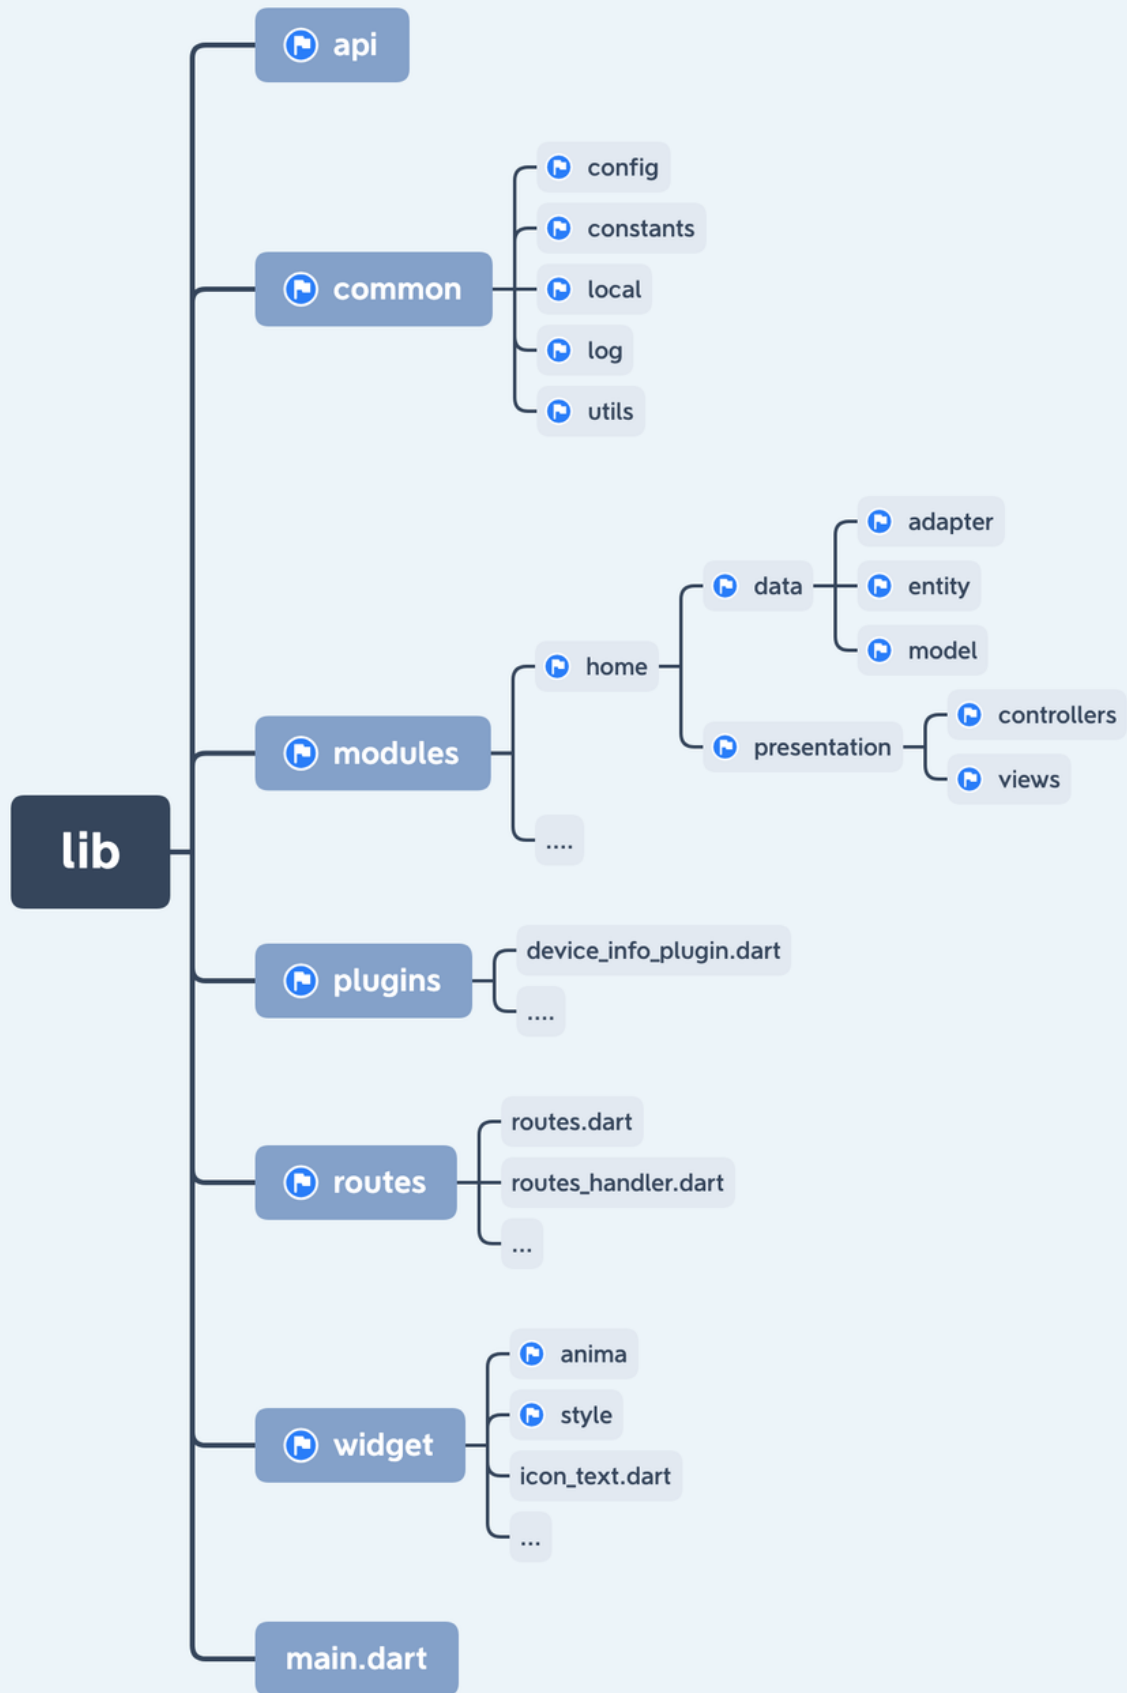 api
config
constants
common
local
log
utils
adapter
data
entity
model
home
controllers
presentation
views
modules
....
lib
device_info_plugin.dart
plugins
....
routes.dart
routes
routes_handler.dart
...
anima
style
widget
icon_text.dart
...
main.dart